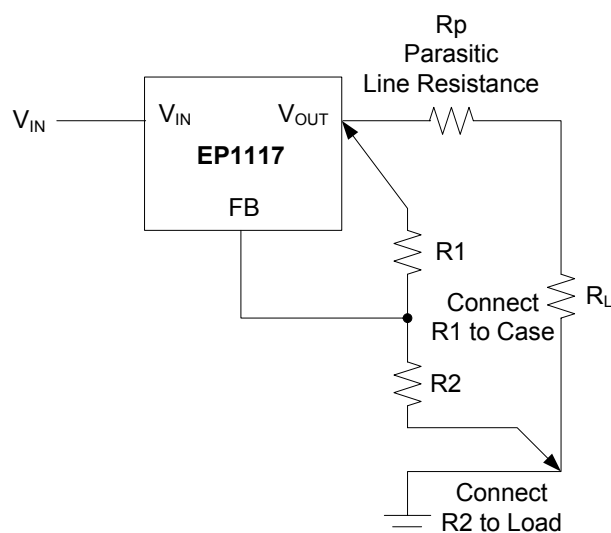 Rp
Parasitic
Line Resistance
VIN
VIN
VOUT
EP1117
FB
R1
Connect
R1 to Case
RL
R2
Connect
R2 to Load